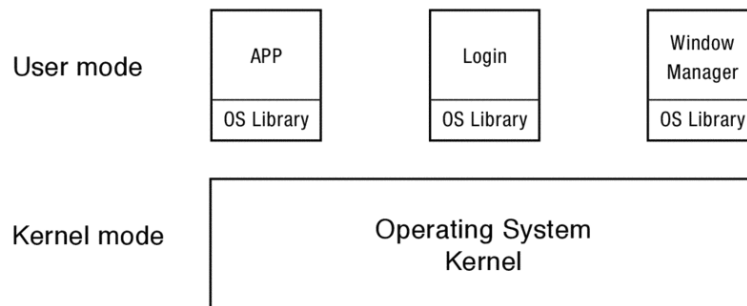 User mode
APP
OS Library
Login
OS Library
Window
Manager
OS Library
Kernel mode
Operating System
Kernel